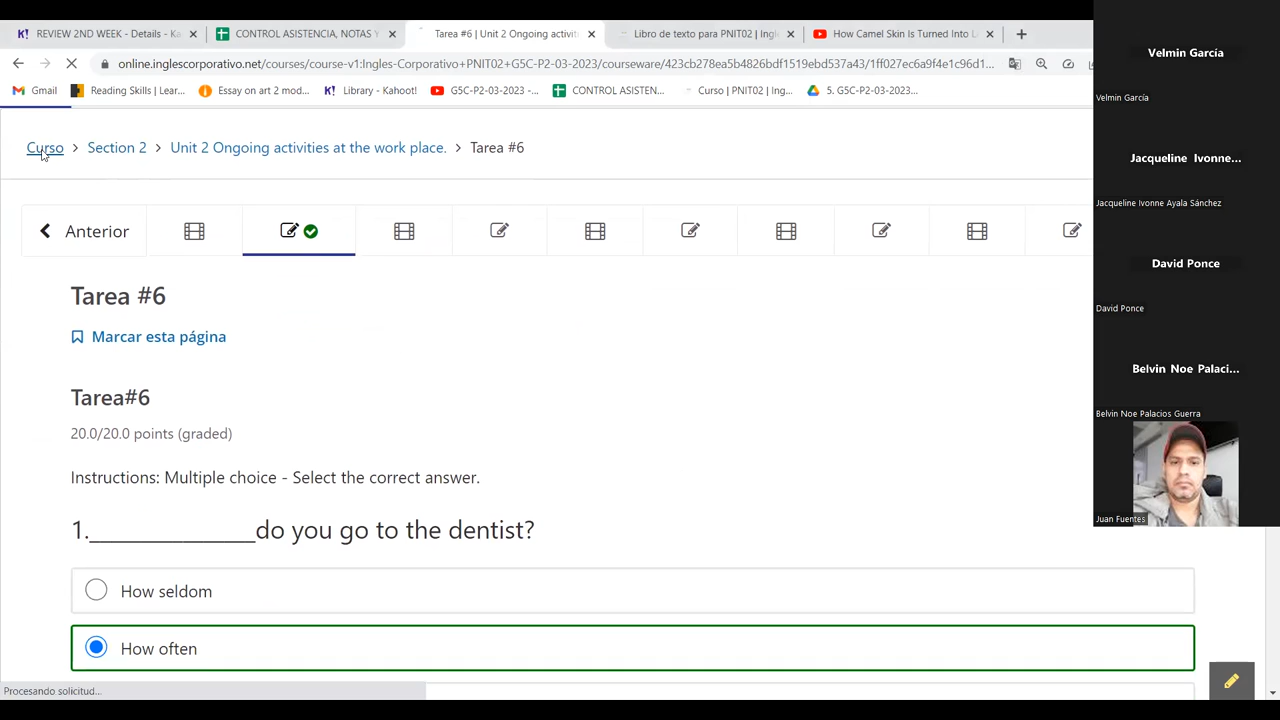 REVIEW 2ND WEEK - Details - Ka
CONTROL ASISTENCIA, NOTAS Y
Tarea #6 | Unit 2 Ongoing activiti
Libro de texto para PNIT02 | Ingl
How Camel Skin Is Turned Into L
online.inglescorporativo.net/courses/course-v1:Ingles-Corporativo+PNIT02+G5C-P2-03-2023/courseware/423cb278ea5b4826bdf1519ebd537a43/1ff027ec6a9f4e1c96d1...
Gmail
Reading Skills | Lear...
Essay on art 2 mod...
Library - Kahoot!
G5C-P2-03-2023 -...
CONTROL ASISTEN...
Curso | PNIT02 | Ing...
5. G5C-P2-03-2023...
Curso > Section 2 > Unit 2 Ongoing activities at the work place. > Tarea #6
Anterior
Tarea #6
Marcar esta página
Tarea#6
20.0/20.0 points (graded)
Instructions: Multiple choice - Select the correct answer.
1.______________do you go to the dentist?
How seldom
How often
Procesando solicitud...
Velmin García
Velmin García
Jacqueline Ivonne...
Jacqueline Ivonne Ayala Sánchez
David Ponce
David Ponce
Belvin Noe Palaci...
Belvin Noe Palacios Guerra
Juan Fuentes